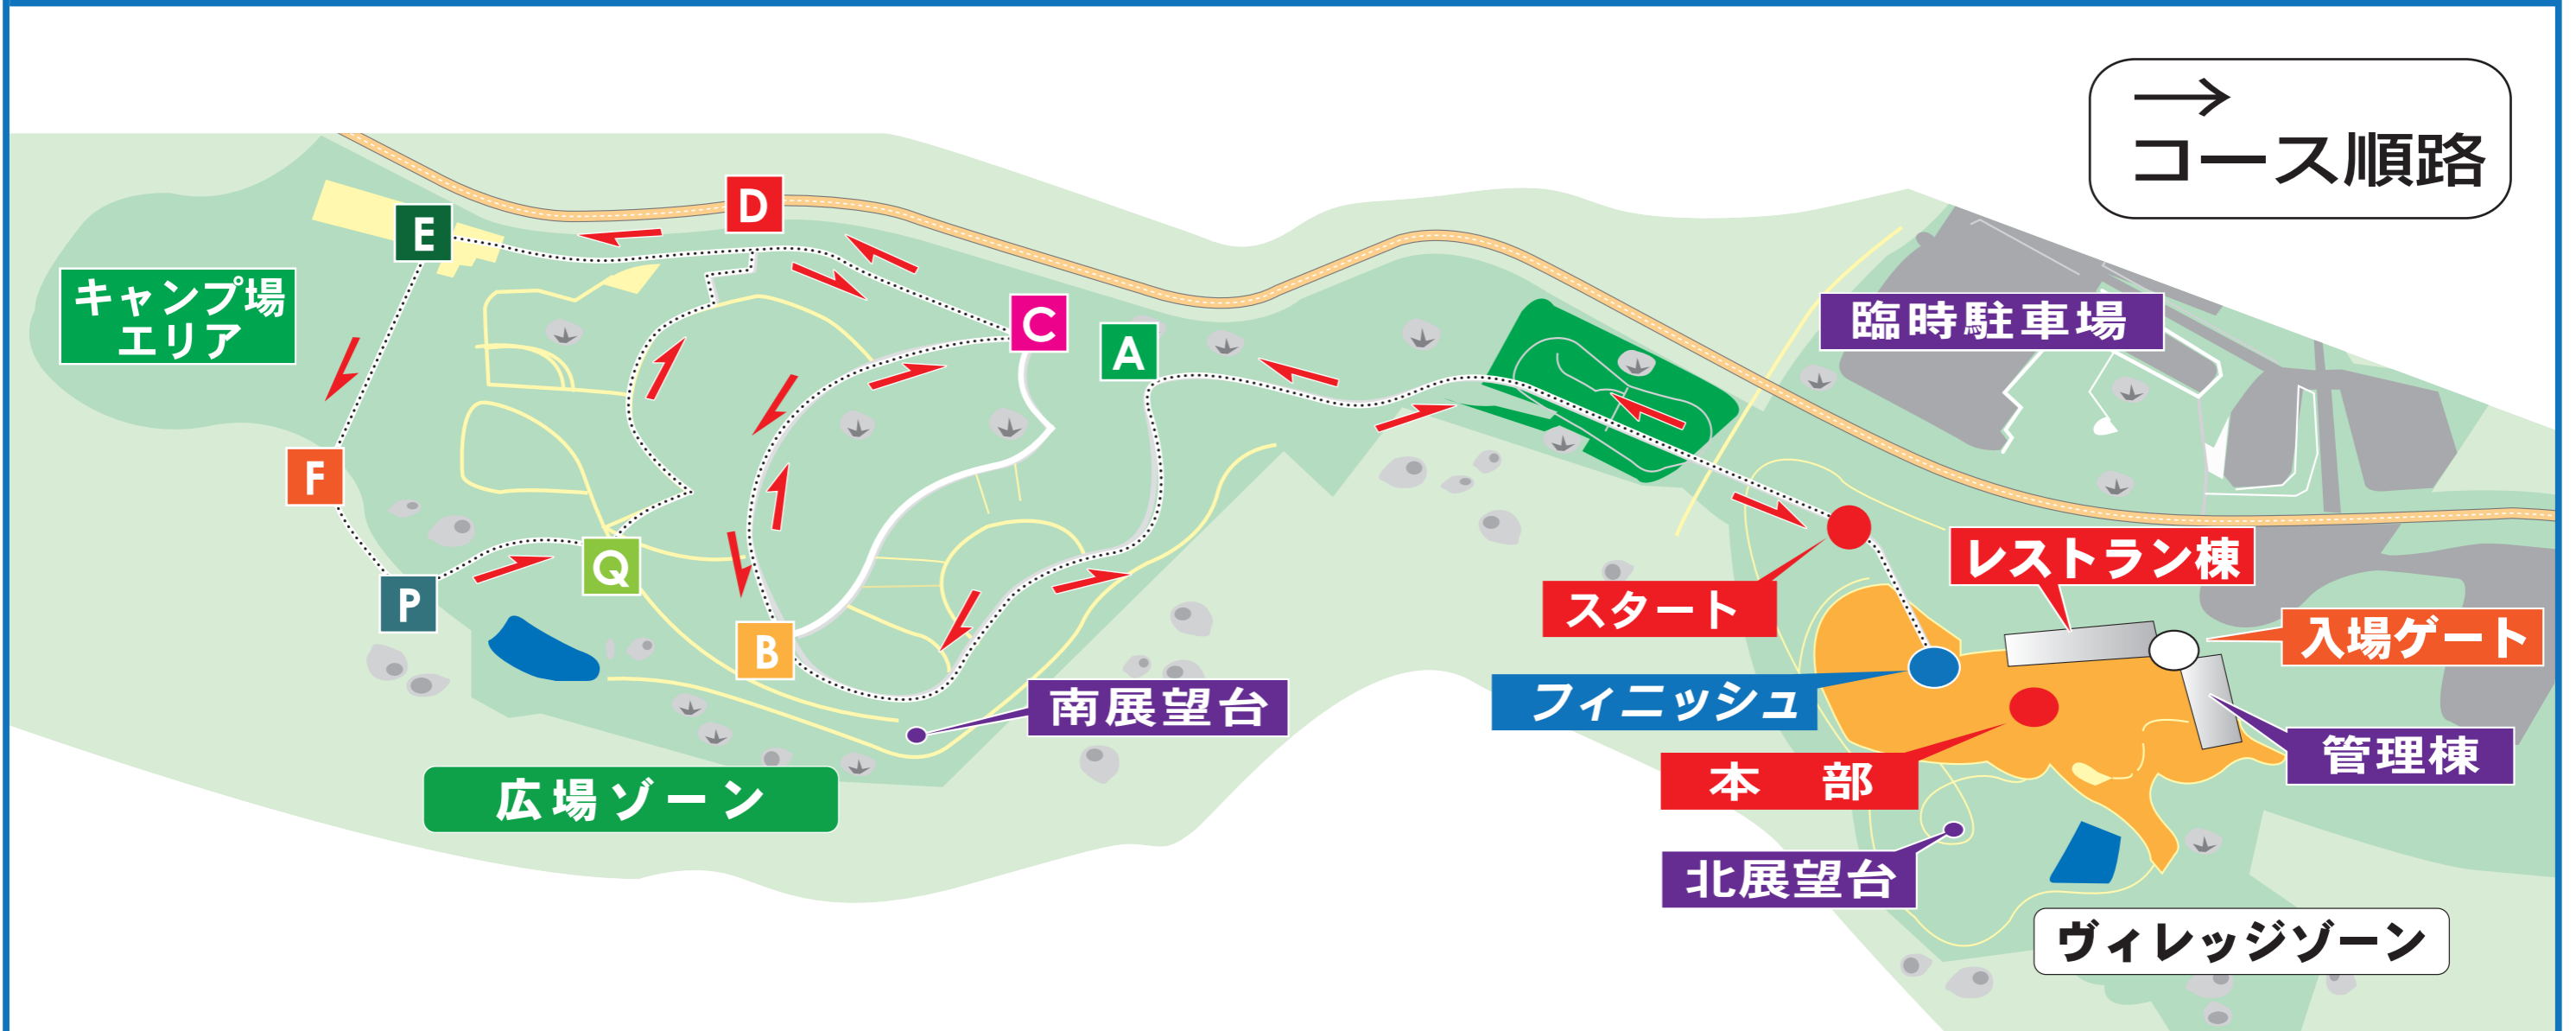 →
コース順路
D
E
キャンプ場
エリア
C
A
臨時駐車場
F
Q
P
B
スタート
レストラン棟
入場ゲート
フィニッシュ
南展望台
本　部
管理棟
広場ゾーン
北展望台
ヴィレッジゾーン